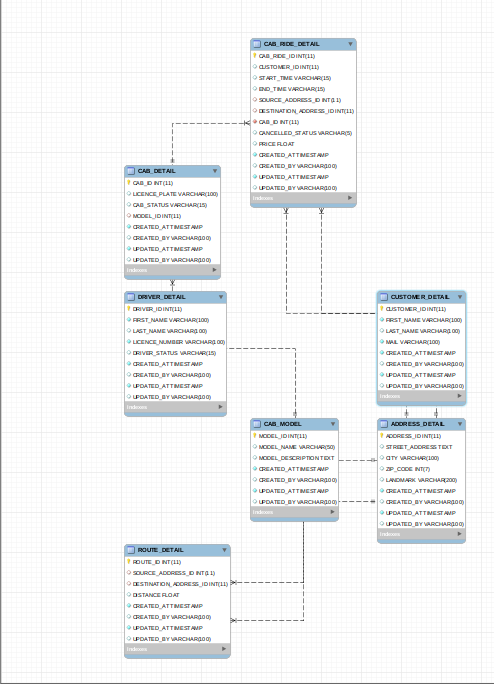 CAB_RIDE_DETAIL
CAB_RIDE_ID INT(11)
CUSTOMER_ID INT(11)
START_TIME VARCHAR(15)
END_TIME VARCHAR(15)
SOURCE_ADDRESS_ID INT(11)
DESTINATION_ADDRESS_ID INT(11)
CAB_ID INT(11)
CANCELLED_STATUS VARCHAR(5)
PRICE FLOAT
CREATED_AT TIMESTAMP
CREATED_BY VARCHAR(100)
UPDATED_AT TIMESTAMP
UPDATED_BY VARCHAR(100)
Indexes
CAB_DETAIL
CAB_ID INT(11)
LICENCE_PLATE VARCHAR(100)
CAB_STATUS VARCHAR(15)
MODEL_ID INT(11)
CREATED_AT TIMESTAMP
CREATED_BY VARCHAR(100)
UPDATED_AT TIMESTAMP
UPDATED_BY VARCHAR(100)
Indexes
DRIVER_DETAIL
DRIVER_ID INT(11)
FIRST_NAME VARCHAR(100)
LAST_NAME VARCHAR(100)
LICENCE_NUMBER VARCHAR(100)
DRIVER_STATUS VARCHAR(15)
CREATED_AT TIMESTAMP
CREATED_BY VARCHAR(100)
UPDATED_AT TIMESTAMP
UPDATED_BY VARCHAR(100)
Indexes
CUSTOMER_DETAIL
CUSTOMER_ID INT(11)
FIRST_NAME VARCHAR(100)
LAST_NAME VARCHAR(100)
MAIL VARCHAR(100)
CREATED_AT TIMESTAMP
CREATED_BY VARCHAR(100)
UPDATED_AT TIMESTAMP
UPDATED_BY VARCHAR(100)
Indexes
CAB_MODEL
MODEL_ID INT(11)
MODEL_NAME VARCHAR(50)
MODEL_DESCRIPTION TEXT
CREATED_AT TIMESTAMP
CREATED_BY VARCHAR(100)
UPDATED_AT TIMESTAMP
UPDATED_BY VARCHAR(100)
Indexes
ADDRESS_DETAIL
ADDRESS_ID INT(11)
STREET_ADDRESS TEXT
CITY VARCHAR(100)
ZIP_CODE INT(7)
LANDMARK VARCHAR(200)
CREATED_AT TIMESTAMP
CREATED_BY VARCHAR(100)
UPDATED_AT TIMESTAMP
UPDATED_BY VARCHAR(100)
Indexes
ROUTE_DETAIL
ROUTE_ID INT(11)
SOURCE_ADDRESS_ID INT(11)
DESTINATION_ADDRESS_ID INT(11)
DISTANCE FLOAT
CREATED_AT TIMESTAMP
CREATED_BY VARCHAR(100)
UPDATED_AT TIMESTAMP
UPDATED_BY VARCHAR(100)
Indexes